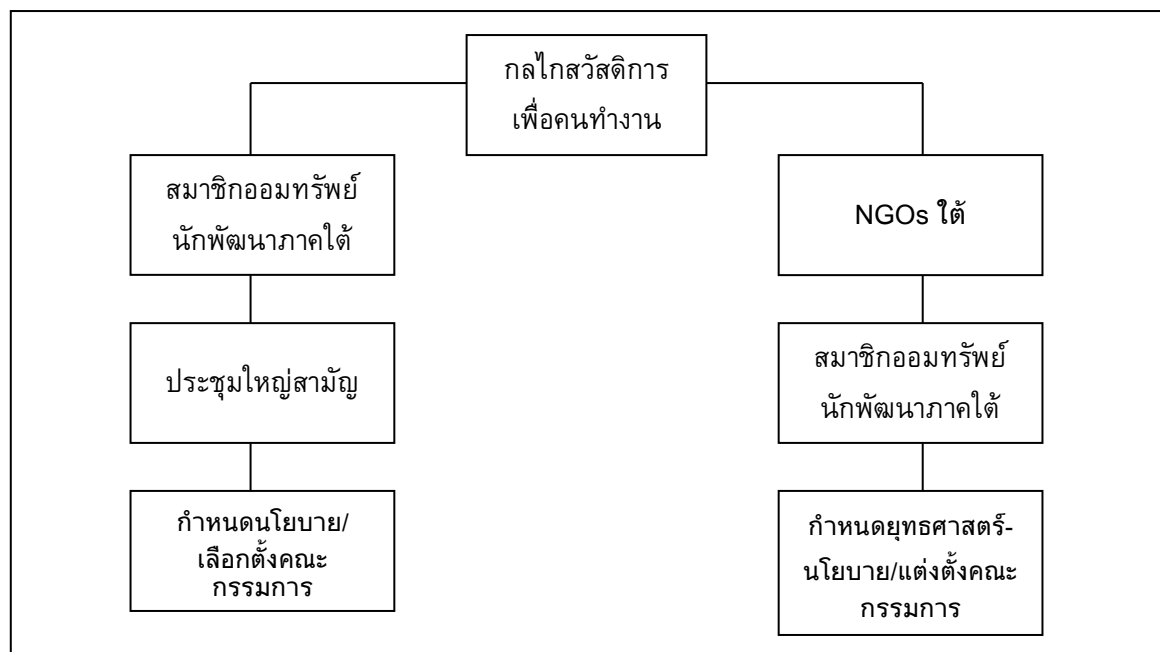 กลไกสวัสดิการ
เพื่อคนทำงาน
สมาชิกออมทรัพย์
นักพัฒนาภาคใต้
NGOs ใต้
ประชุมใหญ่สามัญ
สมาชิกออมทรัพย์
นักพัฒนาภาคใต้
กำหนดนโยบาย/
เลือกตั้งคณะ
กรรมการ
กำหนดยุทธศาสตร์-
นโยบาย/แต่งตั้งคณะ
กรรมการ